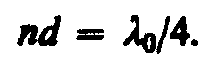 nd = λ₀/4.